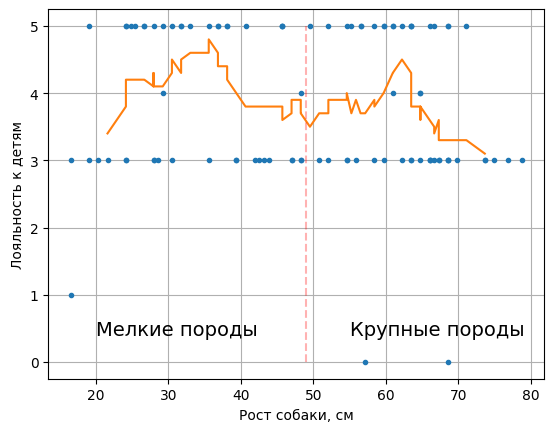 5
4
3
2
1
0
Лояльность к детям
Мелкие породы
Крупные породы
20 30 40 50 60 70 80
Рост собаки, см